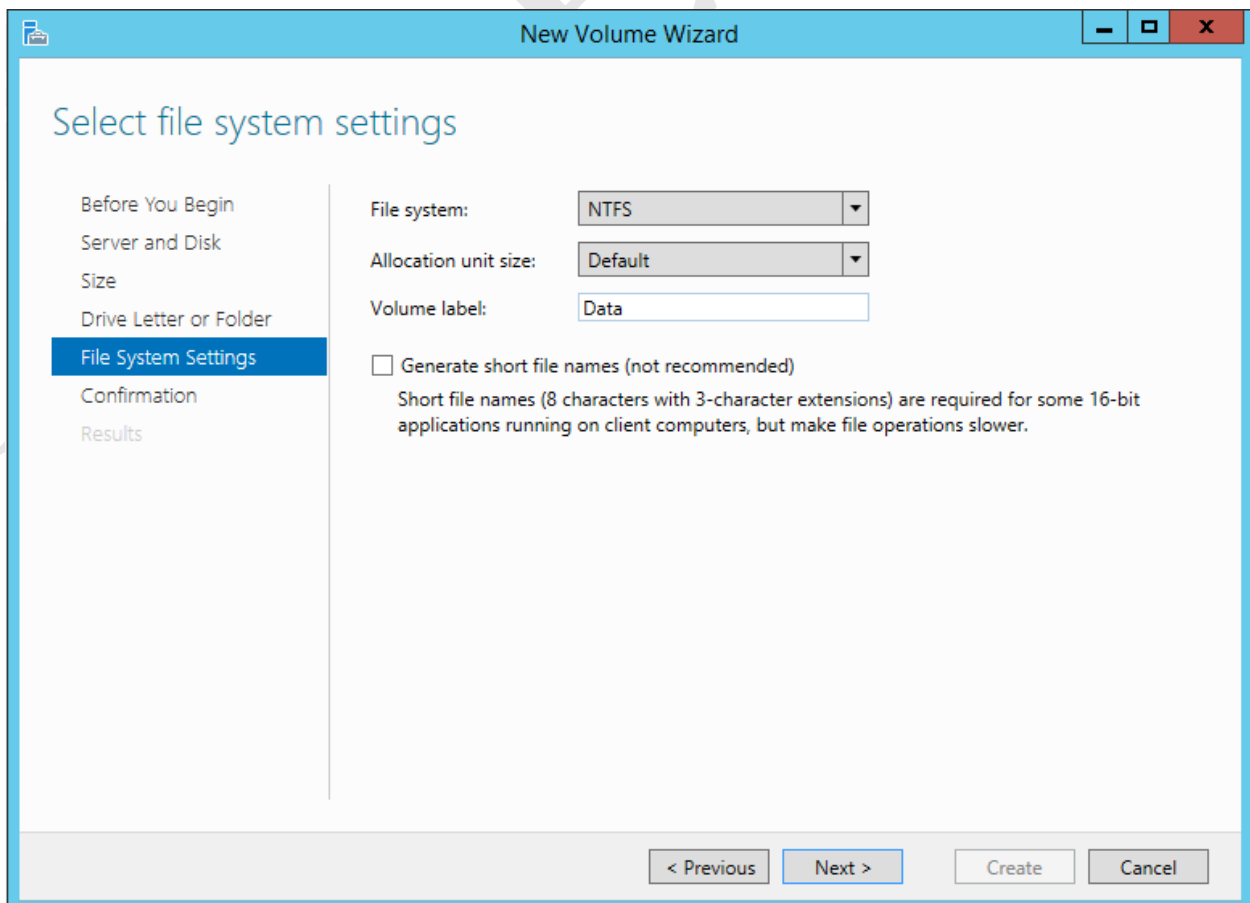 New Volume Wizard
Select file system settings
Before You Begin
Server and Disk
Size
Drive Letter or Folder
File System Settings
Confirmation
Results
File system:
NTFS
Allocation unit size:
Default
Volume label:
Data
Generate short file names (not recommended)
Short file names (8 characters with 3-character extensions) are required for some 16-bit
applications running on client computers, but make file operations slower.
< Previous
Next >
Create
Cancel